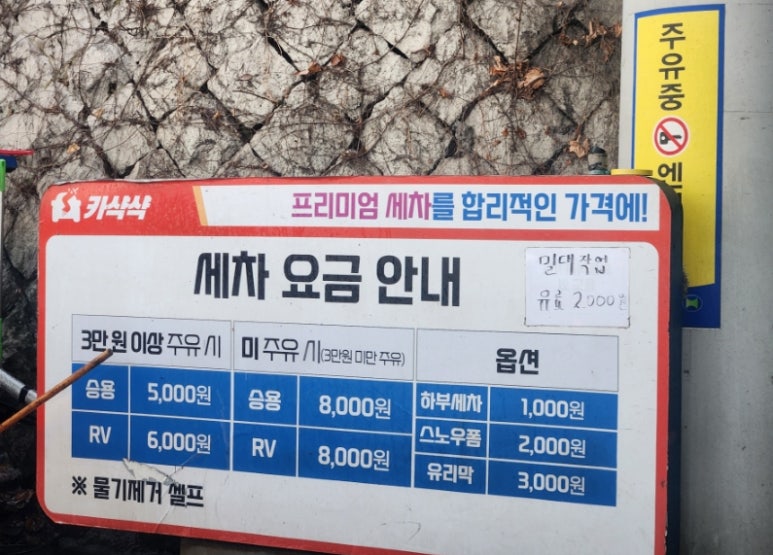 카샥샥
프리미엄 세차를 합리적인 가격에!
세차 요금 안내
밀대작업
유료 2.000원
3만원 이상 주유 시
승용 5,000원
RV 6,000원
미 주유 시(3만원 미만 주유)
승용 8,000원
RV 8,000원
옵션
하부세차 1,000원
스노우폼 2,000원
유리막 3,000원
※ 물기제거 셀프
주유중
엔